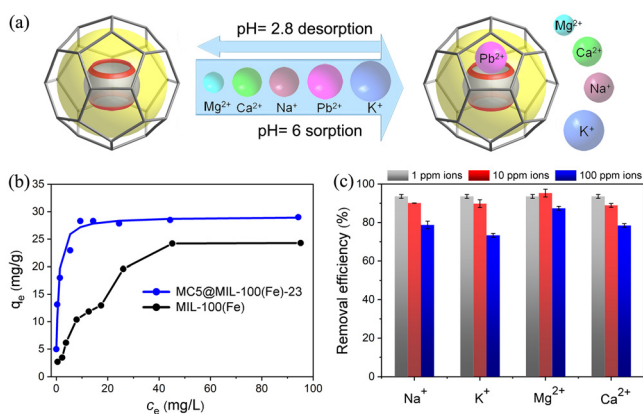 (a)
pH= 2.8 desorption
Mg²⁺ Ca²⁺ Na⁺ Pb²⁺ K⁺
pH= 6 sorption
Pb²⁺
Mg²⁺
Ca²⁺
Na⁺
K⁺
(b)
35
30
25
20
15
10
5
0
qₑ (mg/g)
MC5@MIL-100(Fe)-23
MIL-100(Fe)
0 20 40 60 80 100
cₑ (mg/L)
(c)
1 ppm ions 10 ppm ions 100 ppm ions
100
80
60
40
20
0
Removal efficiency (%)
Na⁺ K⁺ Mg²⁺ Ca²⁺